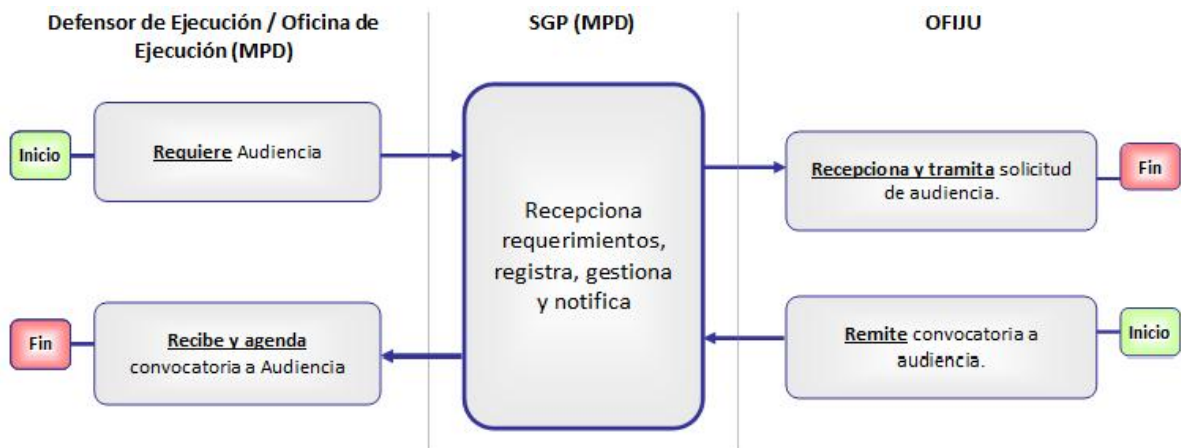 Defensor de Ejecución / Oficina de
Ejecución (MPD)
SGP (MPD)
OFIJU
Inicio
Requiere Audiencia
Recepciona y tramita solicitud
de audiencia.
Fin
Recepciona
requerimientos,
registra, gestiona
y notifica
Fin
Recibe y agenda
convocatoria a Audiencia
Remite convocatoria a
audiencia.
Inicio